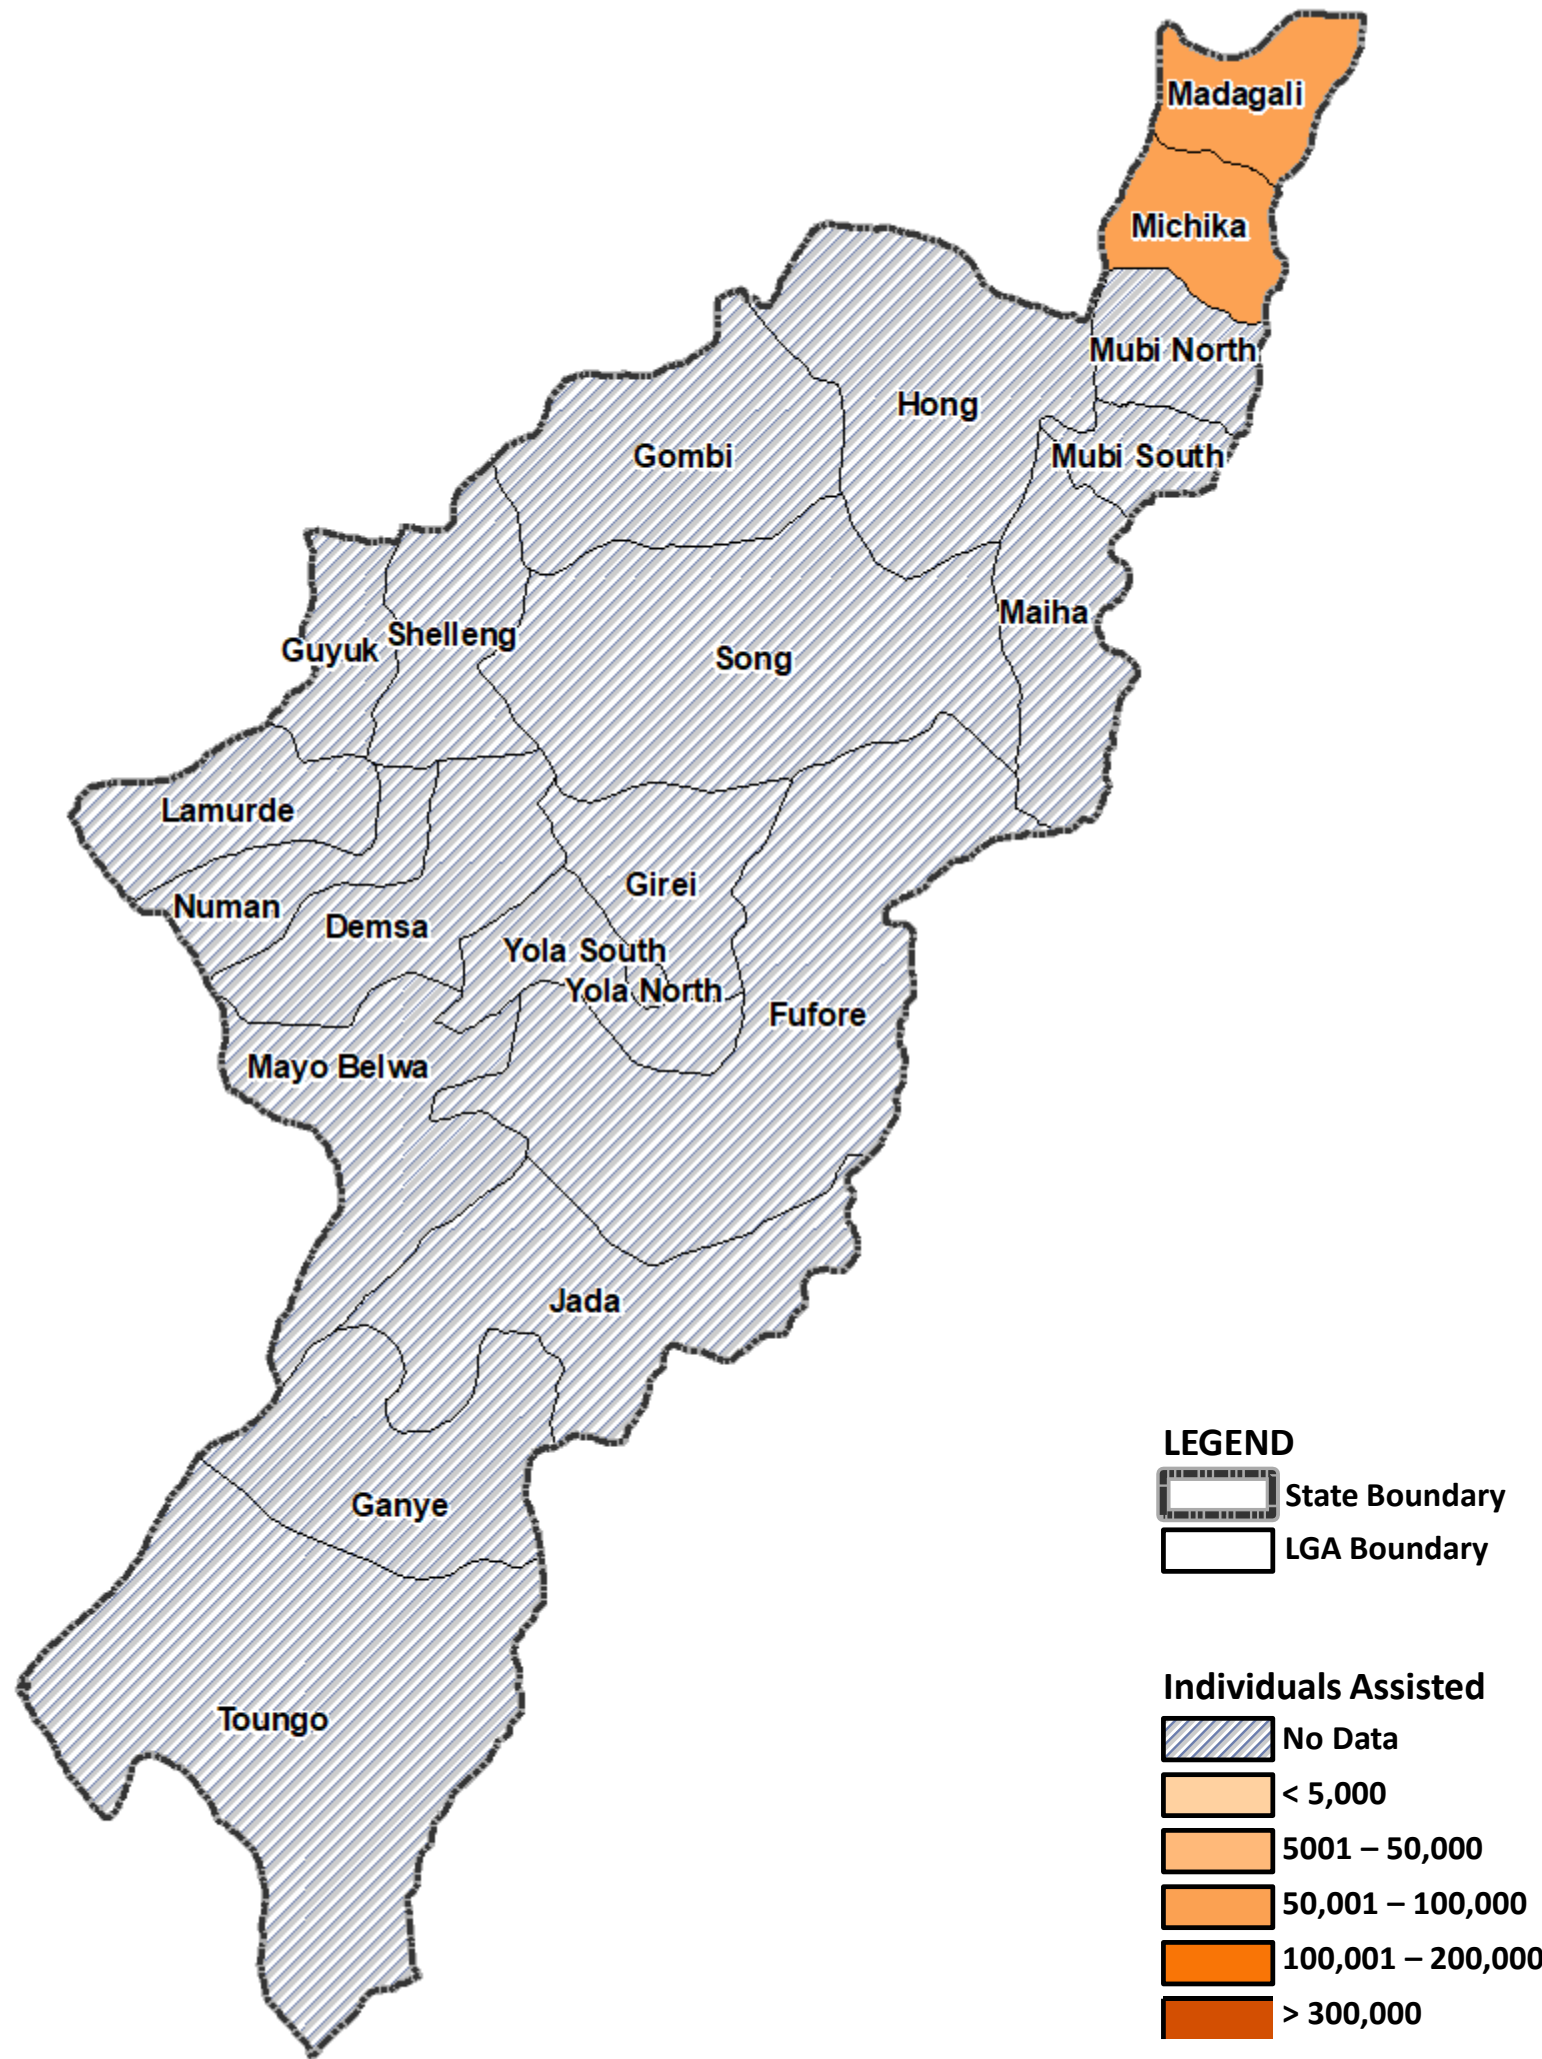 Madagali
Michika
Mubi North
Hong
Gombi
Mubi South
Maiha
Shelleng
Guyuk
Song
Lamurde
Girei
Numan
Demsa
Yola South
Yola North
Fufore
Mayo Belwa
Jada
Ganye
Toungo
LEGEND
State Boundary
LGA Boundary
Individuals Assisted
No Data
< 5,000
5001 – 50,000
50,001 – 100,000
100,001 – 200,000
> 300,000